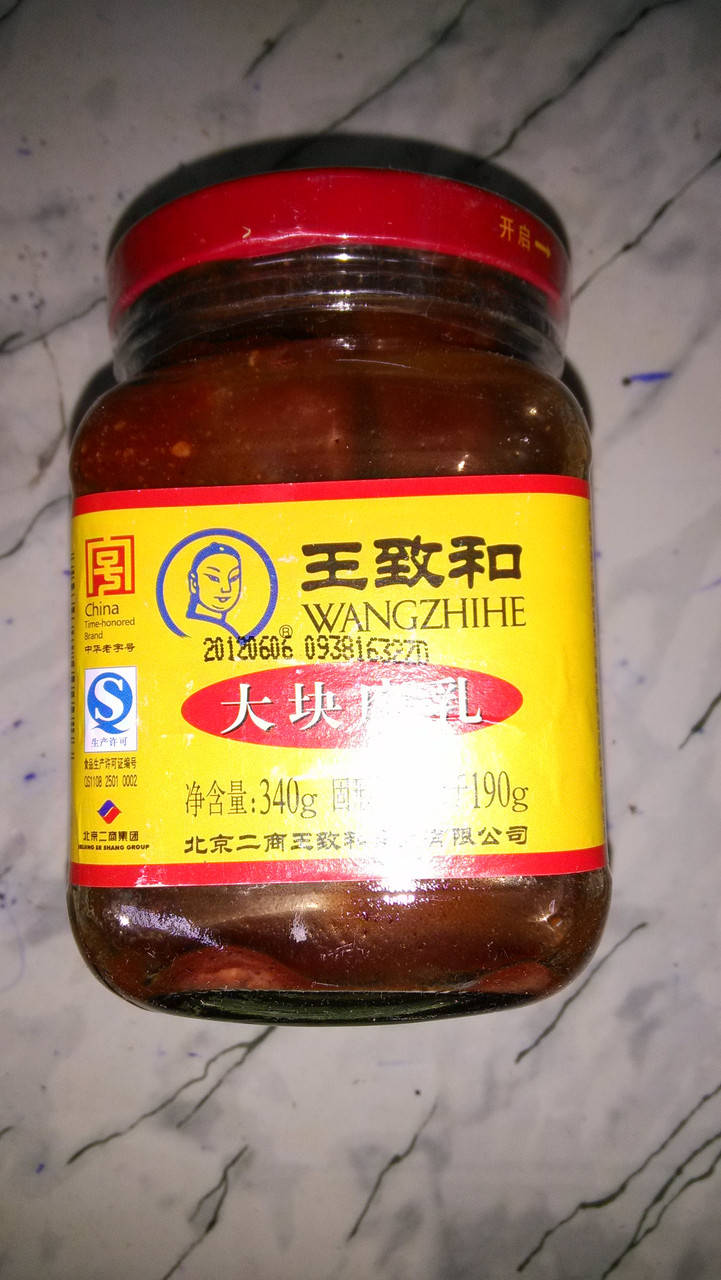 开启→
China
Time-honored
Brand
中华老字号
王致和
WANGZHIHE
®
20120606 093816322D
大块 乳
生产许可
食品生产许可证编号
QS1108 2501 0002
净含量:340g 固 190g
北京二商集团
BEIJING ER SHANG GROUP
北京二商王致和 有限公司